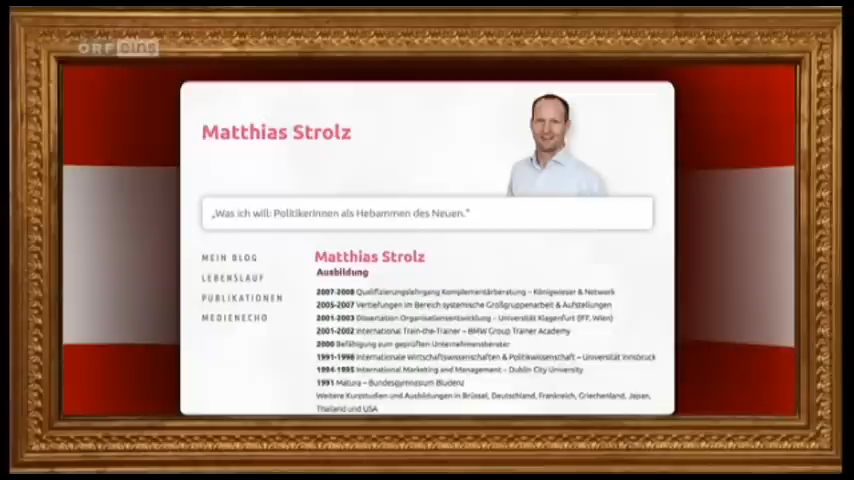 ORF eins
Matthias Strolz
„Was ich will: PolitikerInnen als Hebammen des Neuen."
MEIN BLOG
LEBENSLAUF
PUBLIKATIONEN
MEDIENECHO
Matthias Strolz
Ausbildung
2007-2008 Qualifizierungslehrgang Komplementärberatung – Königwieser & Network
2005-2007 Vertiefungen im Bereich systemische Großgruppenarbeit & Aufstellungen
2001-2003 Dissertation Organisationsentwicklung – Universität Klagenfurt (IFF, Wien)
2001-2002 International Train-the-Trainer – BMW Group Trainer Academy
2000 Befähigung zum geprüften Unternehmensberater
1991-1998 Internationale Wirtschaftswissenschaften & Politikwissenschaft – Universität Innsbruck
1994-1995 International Marketing and Management – Dublin City University
1991 Matura – Bundesgymnasium Bludenz
Weitere Kurzstudien und Ausbildungen in Brüssel, Deutschland, Frankreich, Griechenland, Japan,
Thailand und USA